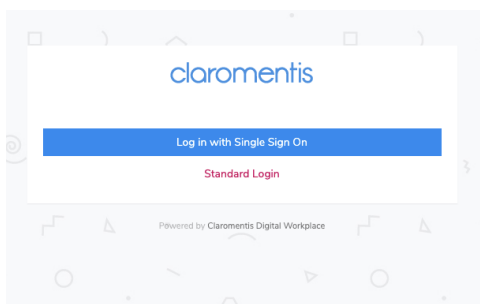 claromentis
Log in with Single Sign On
Standard Login
Powered by Claromentis Digital Workplace